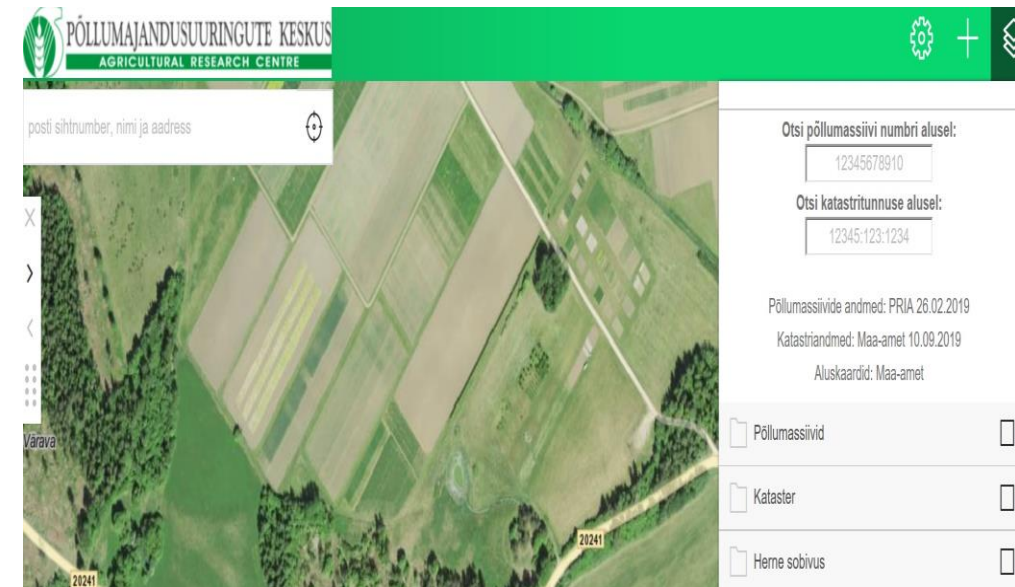 PÕLLUMAJANDUSUURINGUTE KESKUS
AGRICULTURAL RESEARCH CENTRE
posti sihtnumber, nimi ja aadress
Otsi põllumassiivi numbri alusel:
12345678910
Otsi katastritunnuse alusel:
12345:123:1234
Põllumassiivide andmed: PRIA 26.02.2019
Katastriandmed: Maa-amet 10.09.2019
Aluskaardid: Maa-amet
Põllumassiivid
Kataster
Herne sobivus
Värava
20241
20241